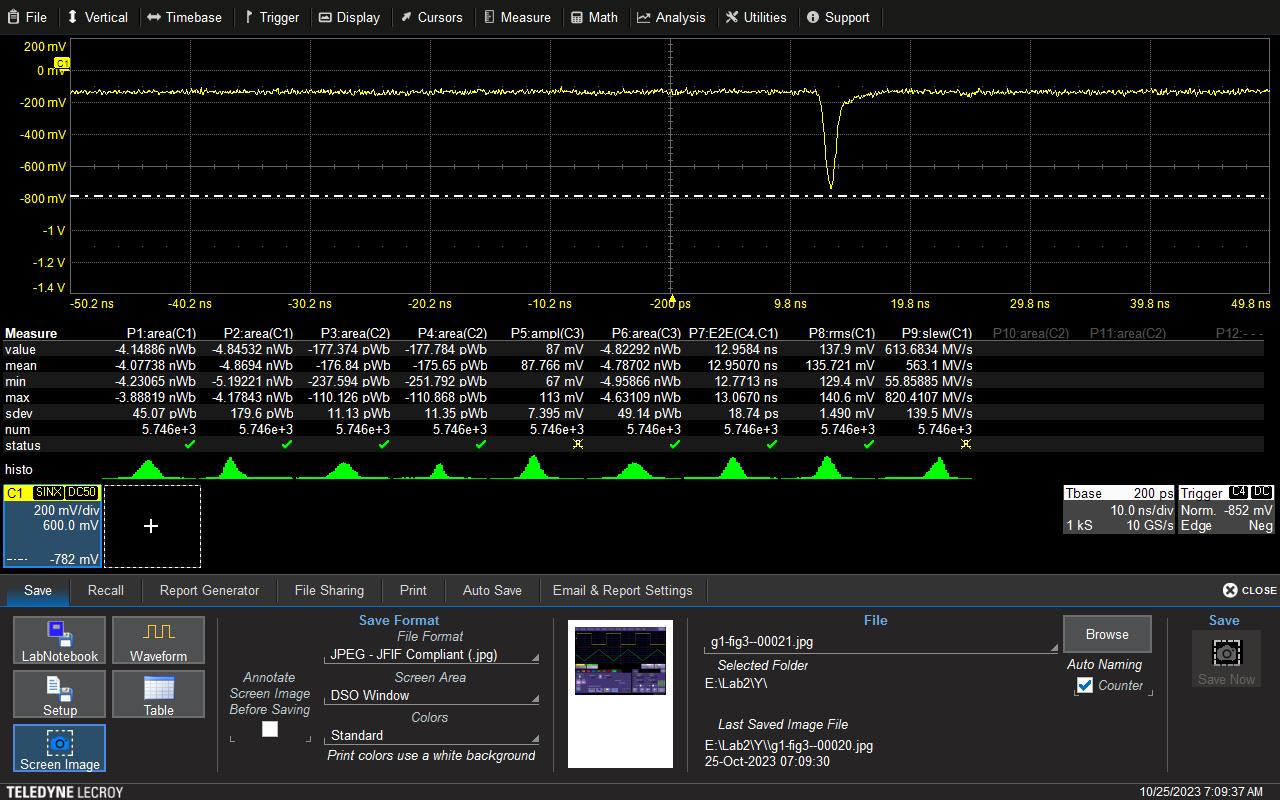 File Vertical Timebase Trigger Display Cursors Measure Math Analysis Utilities Support
200 mV
C1
0 mV
-200 mV
-400 mV
-600 mV
-800 mV
-1 V
-1.2 V
-1.4 V
-50.2 ns -40.2 ns -30.2 ns -20.2 ns -10.2 ns -200 ps 9.8 ns 19.8 ns 29.8 ns 39.8 ns 49.8 ns
Measure P1:area(C1) P2:area(C1) P3:area(C2) P4:area(C2) P5:ampl(C3) P6:area(C3) P7:E2E(C4,C1) P8:rms(C1) P9:slew(C1) P10:area(C2) P11:area(C2) P12:- - -
value -4.14886 nWb -4.84532 nWb -177.374 pWb -177.784 pWb 87 mV -4.82292 nWb 12.9584 ns 137.9 mV 613.6834 MV/s
mean -4.07738 nWb -4.8694 nWb -176.84 pWb -175.65 pWb 87.766 mV -4.78702 nWb 12.95070 ns 135.721 mV 563.1 MV/s
min -4.23065 nWb -5.19221 nWb -237.594 pWb -251.792 pWb 67 mV -4.95866 nWb 12.7713 ns 129.4 mV 55.85885 MV/s
max -3.88819 nWb -4.17843 nWb -110.126 pWb -110.868 pWb 113 mV -4.63109 nWb 13.0670 ns 140.6 mV 820.4107 MV/s
sdev 45.07 pWb 179.6 pWb 11.13 pWb 11.35 pWb 7.395 mV 49.14 pWb 18.74 ps 1.490 mV 139.5 MV/s
num 5.746e+3 5.746e+3 5.746e+3 5.746e+3 5.746e+3 5.746e+3 5.746e+3 5.746e+3 5.746e+3
status
histo
C1 SINX DC50
200 mV/div
600.0 mV
-782 mV
+
Tbase 200 ps
10.0 ns/div
1 kS 10 GS/s
Trigger C4 DC
Norm. -852 mV
Edge Neg
Save Recall Report Generator File Sharing Print Auto Save Email & Report Settings CLOSE
LabNotebook
Waveform
Setup
Table
Screen Image
Annotate
Screen Image
Before Saving
Save Format
File Format
JPEG - JFIF Compliant (.jpg)
Screen Area
DSO Window
Colors
Standard
Print colors use a white background
File
g1-fig3--00021.jpg
Browse
Selected Folder
E:\Lab2\Y\
Auto Naming
Counter
Last Saved Image File
E:\Lab2\Y\\g1-fig3--00020.jpg
25-Oct-2023 07:09:30
Save
Save Now
TELEDYNE LECROY
10/25/2023 7:09:37 AM